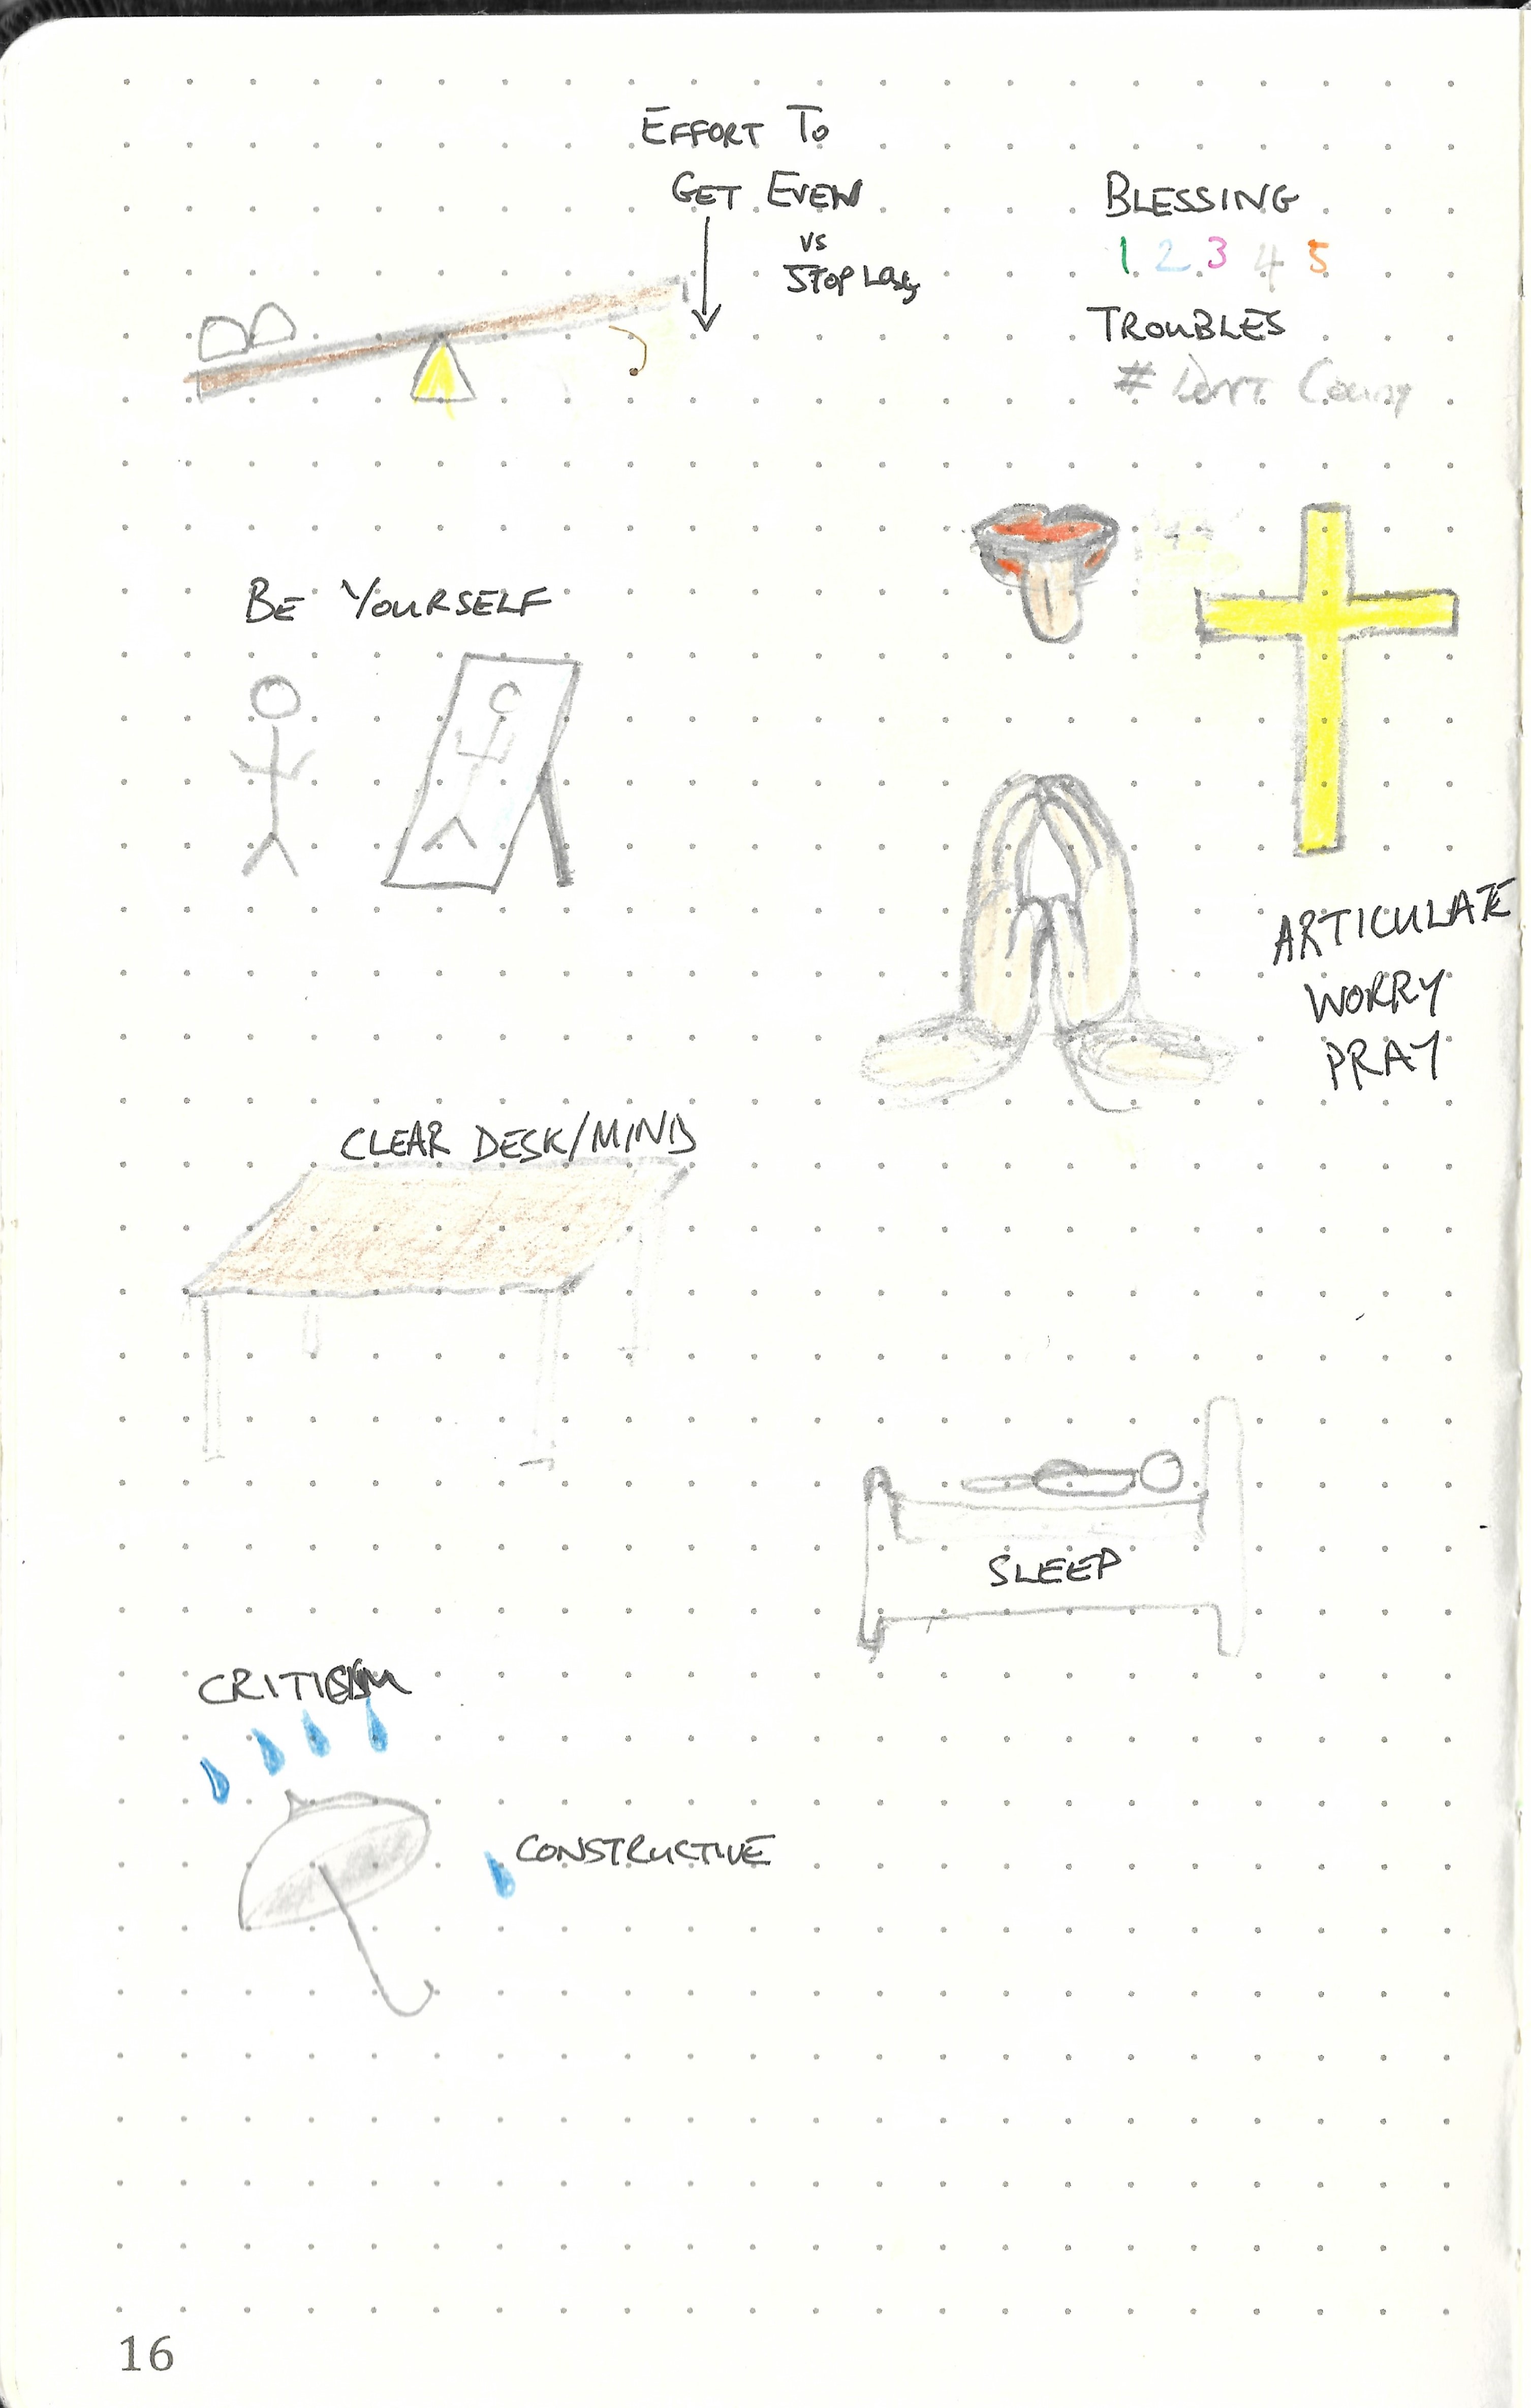 EFFORT TO
GET EVEN
VS
STOP LOSS
BLESSING
1 2 3 4 5
TROUBLES
# DONT COUNT
BE YOURSELF
ARTICULATE
WORRY
PRAY
CLEAR DESK/MIND
SLEEP
CRITICISM
CONSTRUCTIVE
16